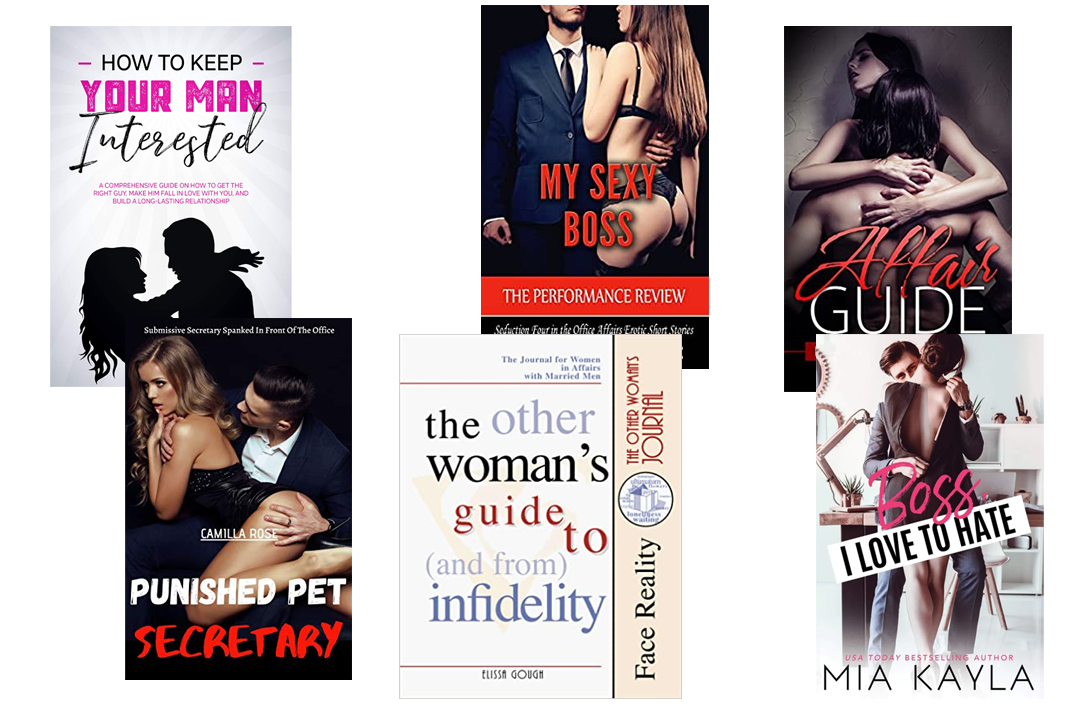 – HOW TO KEEP –
YOUR MAN
Interested
A COMPREHENSIVE GUIDE ON HOW TO GET THE
RIGHT GUY, MAKE HIM FALL IN LOVE WITH YOU, AND
BUILD A LONG-LASTING RELATIONSHIP
MY SEXY
BOSS
THE PERFORMANCE REVIEW
Seduction Four in the Office Affairs Erotic Short Stories
Affair
GUIDE
Submissive Secretary Spanked In Front Of The Office
CAMILLA ROSE
PUNISHED PET
SECRETARY
The Journal for Women
in Affairs
with Married Men
the other
woman's
guide to
(and from)
infidelity
ELISSA GOUGH
THE OTHER WOMAN'S
JOURNAL
loneliness
waiting
Face Reality
Boss,
I LOVE TO HATE
USA TODAY BESTSELLING AUTHOR
MIA KAYLA